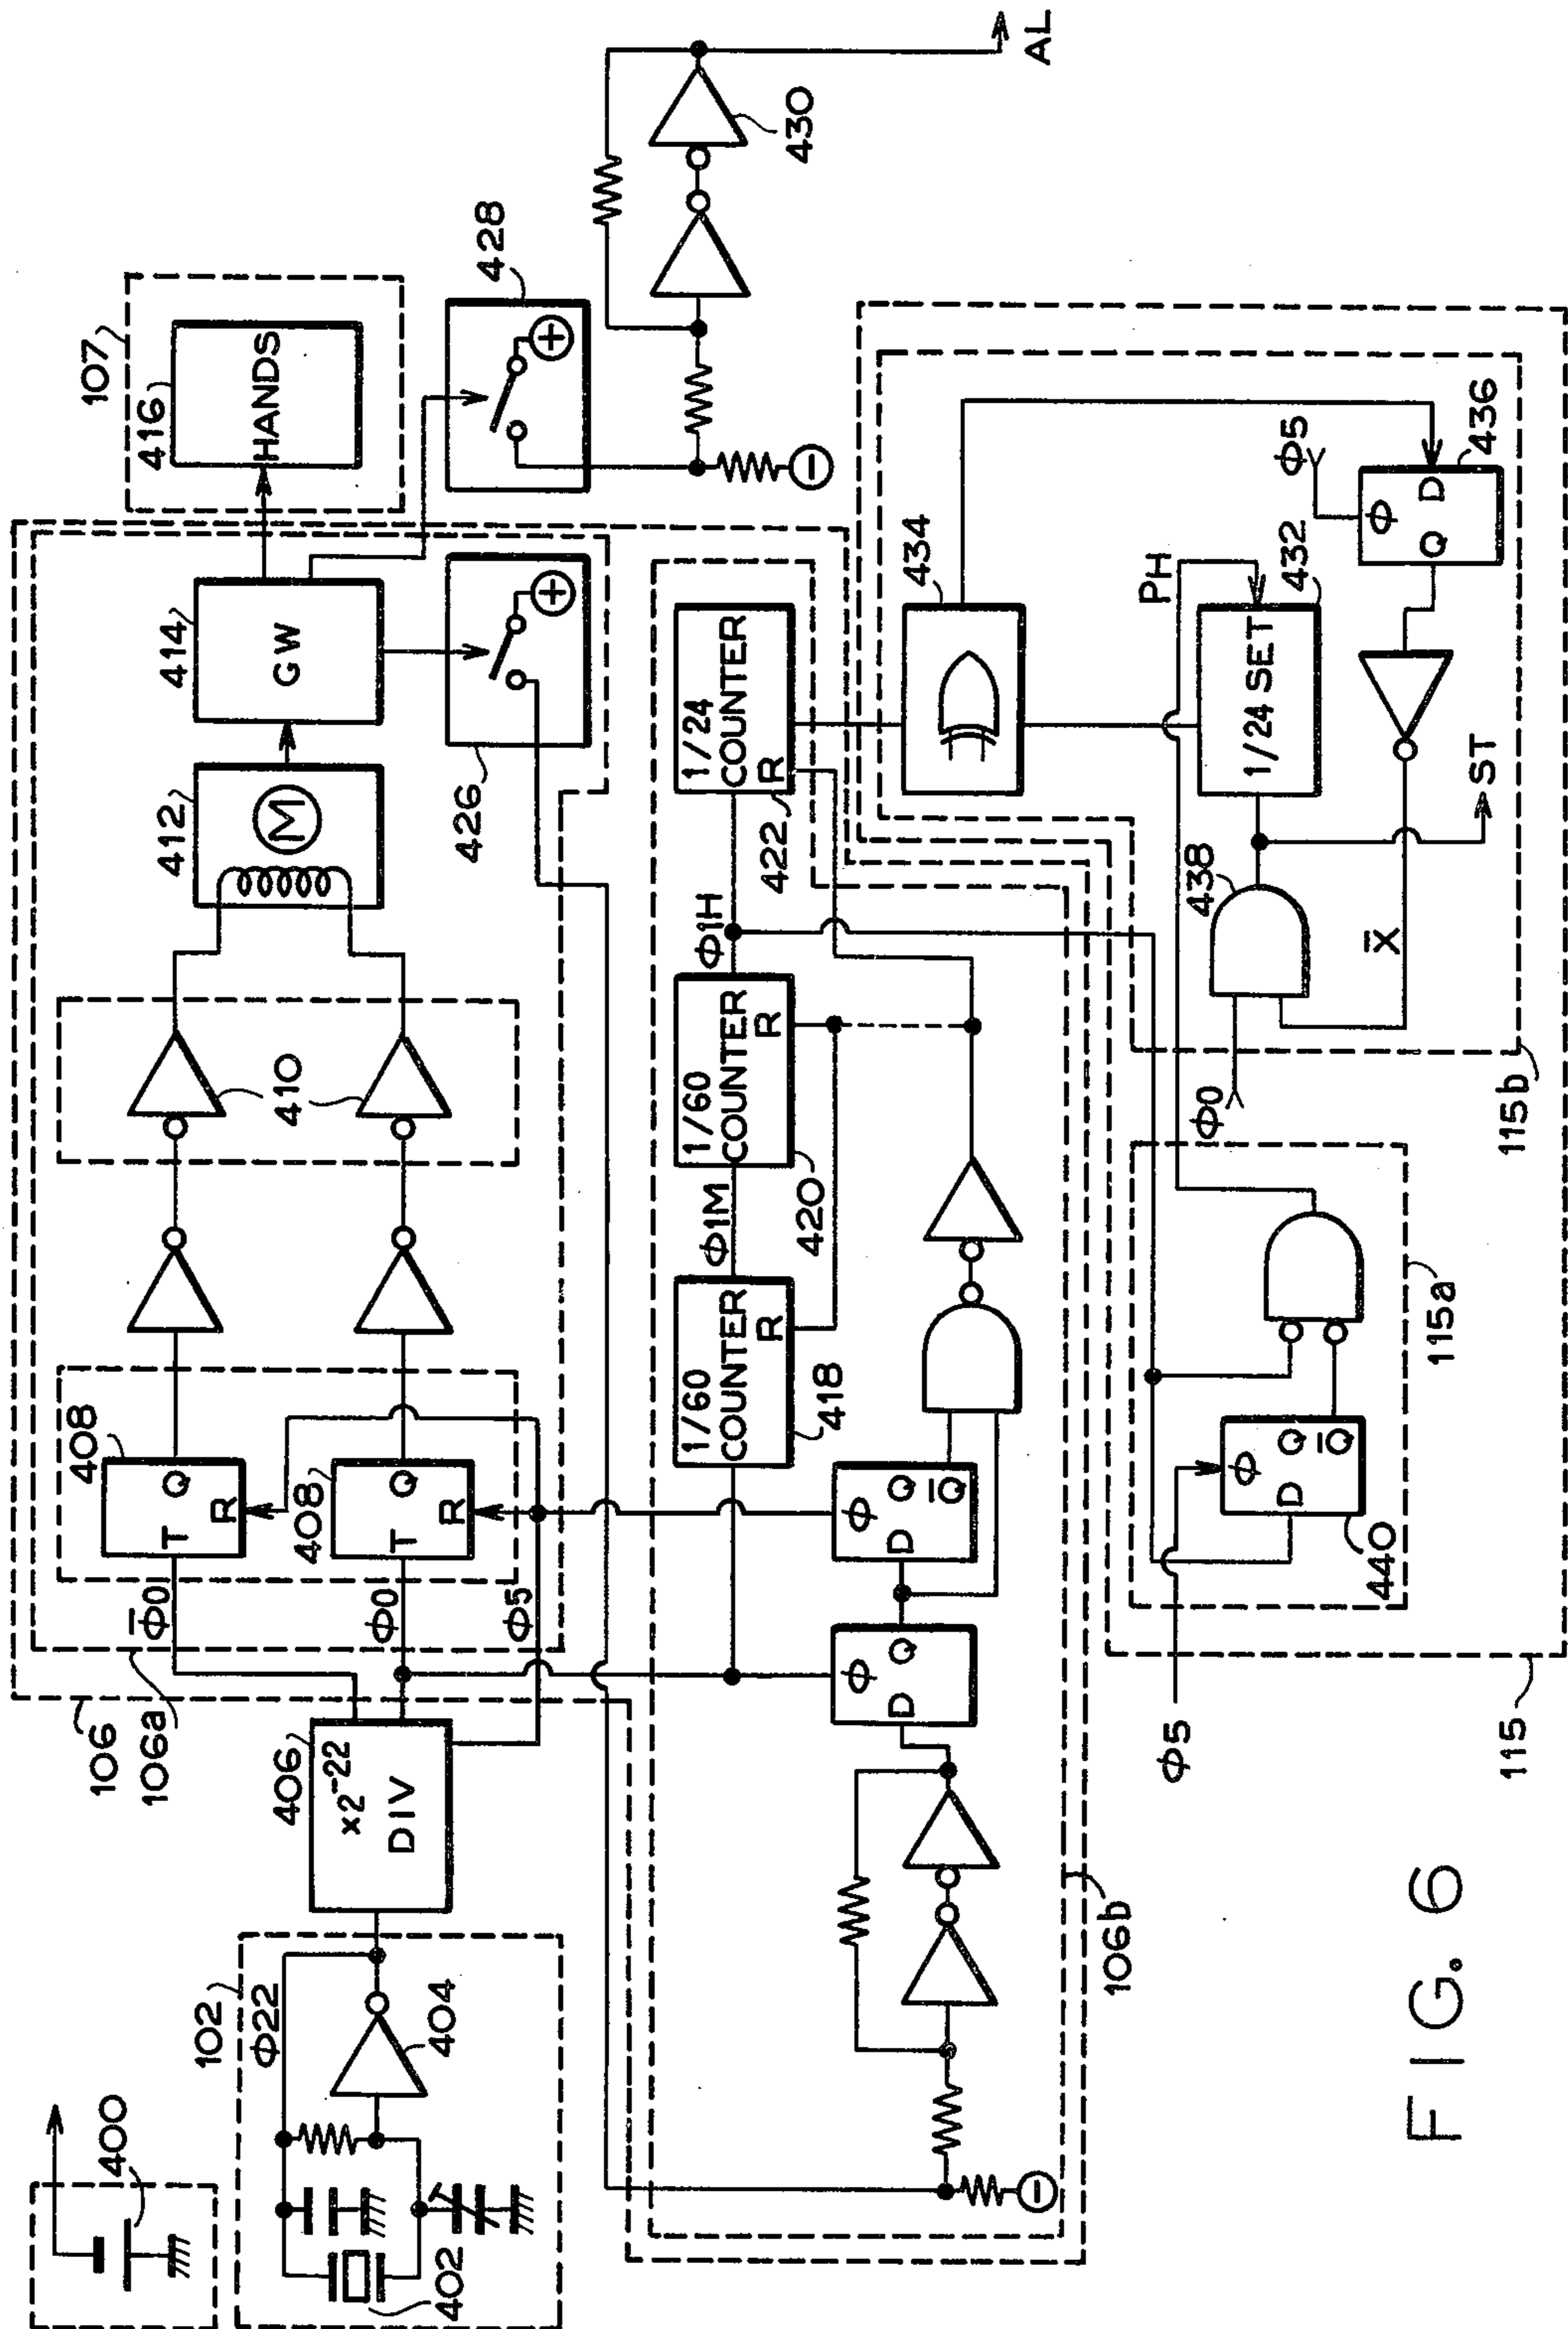 400
402
102
Φ22
404
406
×2⁻²²
DIV
106
106a
Φ̅0
Φ0
Φ5
408
T
Q
R
408
T
Q
R
410
412
M
414
GW
107
416
HANDS
426
+
428
+
−
430
AL
106b
−
D
Φ
Q
D
Φ
Q
Q̅
1/60
COUNTER
R
418
Φ1M
1/60
COUNTER
R
420
Φ1H
1/24
COUNTER
R
422
434
PH
1/24 SET
432
Φ5
Φ
D
Q
436
438
Φ0
X̅
ST
115b
115a
Φ5
Φ
D
Q
Q̅
440
115
FIG. 6